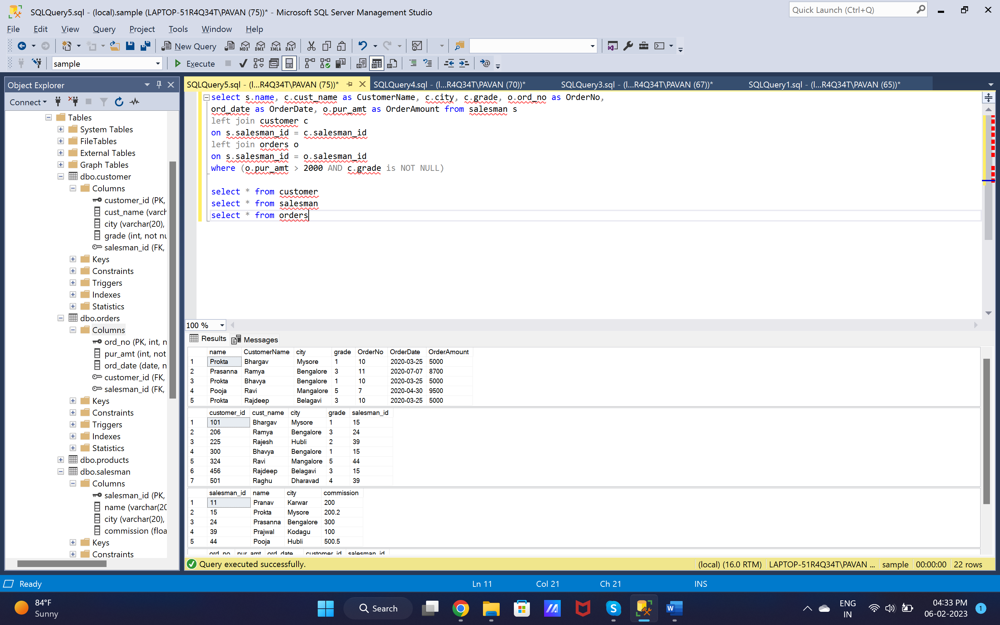 SQLQuery5.sql - (local).sample (LAPTOP-51R4Q34T\PAVAN (75))* - Microsoft SQL Server Management Studio
Quick Launch (Ctrl+Q)
File Edit View Query Project Tools Window Help
New Query MDX DMX XMLA DAX
sample Execute
Object Explorer
SQLQuery5.sql - (l...R4Q34T\PAVAN (75))* SQLQuery4.sql - (l...R4Q34T\PAVAN (70))* SQLQuery3.sql - (l...R4Q34T\PAVAN (67))* SQLQuery1.sql - (l...R4Q34T\PAVAN (65))*
Connect
Tables
System Tables
FileTables
External Tables
Graph Tables
dbo.customer
Columns
customer_id (PK,
cust_name (varch
city (varchar(20),
grade (int, not nu
salesman_id (FK,
Keys
Constraints
Triggers
Indexes
Statistics
dbo.orders
Columns
ord_no (PK, int, n
pur_amt (int, not
ord_date (date, n
customer_id (FK,
salesman_id (FK,
Keys
Constraints
Triggers
Indexes
Statistics
dbo.products
dbo.salesman
Columns
salesman_id (PK,
name (varchar(20
city (varchar(20),
commission (floa
Keys
Constraints
select s.name, c.cust_name as CustomerName, c.city, c.grade, o.ord_no as OrderNo,
ord_date as OrderDate, o.pur_amt as OrderAmount from salesman s
left join customer c
on s.salesman_id = c.salesman_id
left join orders o
on s.salesman_id = o.salesman_id
where (o.pur_amt > 2000 AND c.grade is NOT NULL)
select * from customer
select * from salesman
select * from orders
100 %
Results Messages
name CustomerName city grade OrderNo OrderDate OrderAmount
1 Prokta Bhargav Mysore 1 10 2020-03-25 5000
2 Prasanna Ramya Bengalore 3 11 2020-07-07 8700
3 Prokta Bhavya Bengalore 1 10 2020-03-25 5000
4 Pooja Ravi Mangalore 5 7 2020-04-30 9500
5 Prokta Rajdeep Belagavi 3 10 2020-03-25 5000
customer_id cust_name city grade salesman_id
1 101 Bhargav Mysore 1 15
2 206 Ramya Bengalore 3 24
3 225 Rajesh Hubli 2 39
4 300 Bhavya Bengalore 1 15
5 324 Ravi Mangalore 5 44
6 456 Rajdeep Belagavi 3 15
7 501 Raghu Dharavad 4 39
salesman_id name city commission
1 11 Pranav Karwar 200
2 15 Prokta Mysore 200.2
3 24 Prasanna Bengalore 300
4 39 Prajwal Kodagu 100
5 44 Pooja Hubli 500.5
ord_no pur_amt ord_date customer_id salesman_id
Query executed successfully. (local) (16.0 RTM) LAPTOP-51R4Q34T\PAVAN ... sample 00:00:00 22 rows
Ready Ln 11 Col 21 Ch 21 INS
84°F
Sunny
Search
ENG
IN
04:33 PM
06-02-2023
1